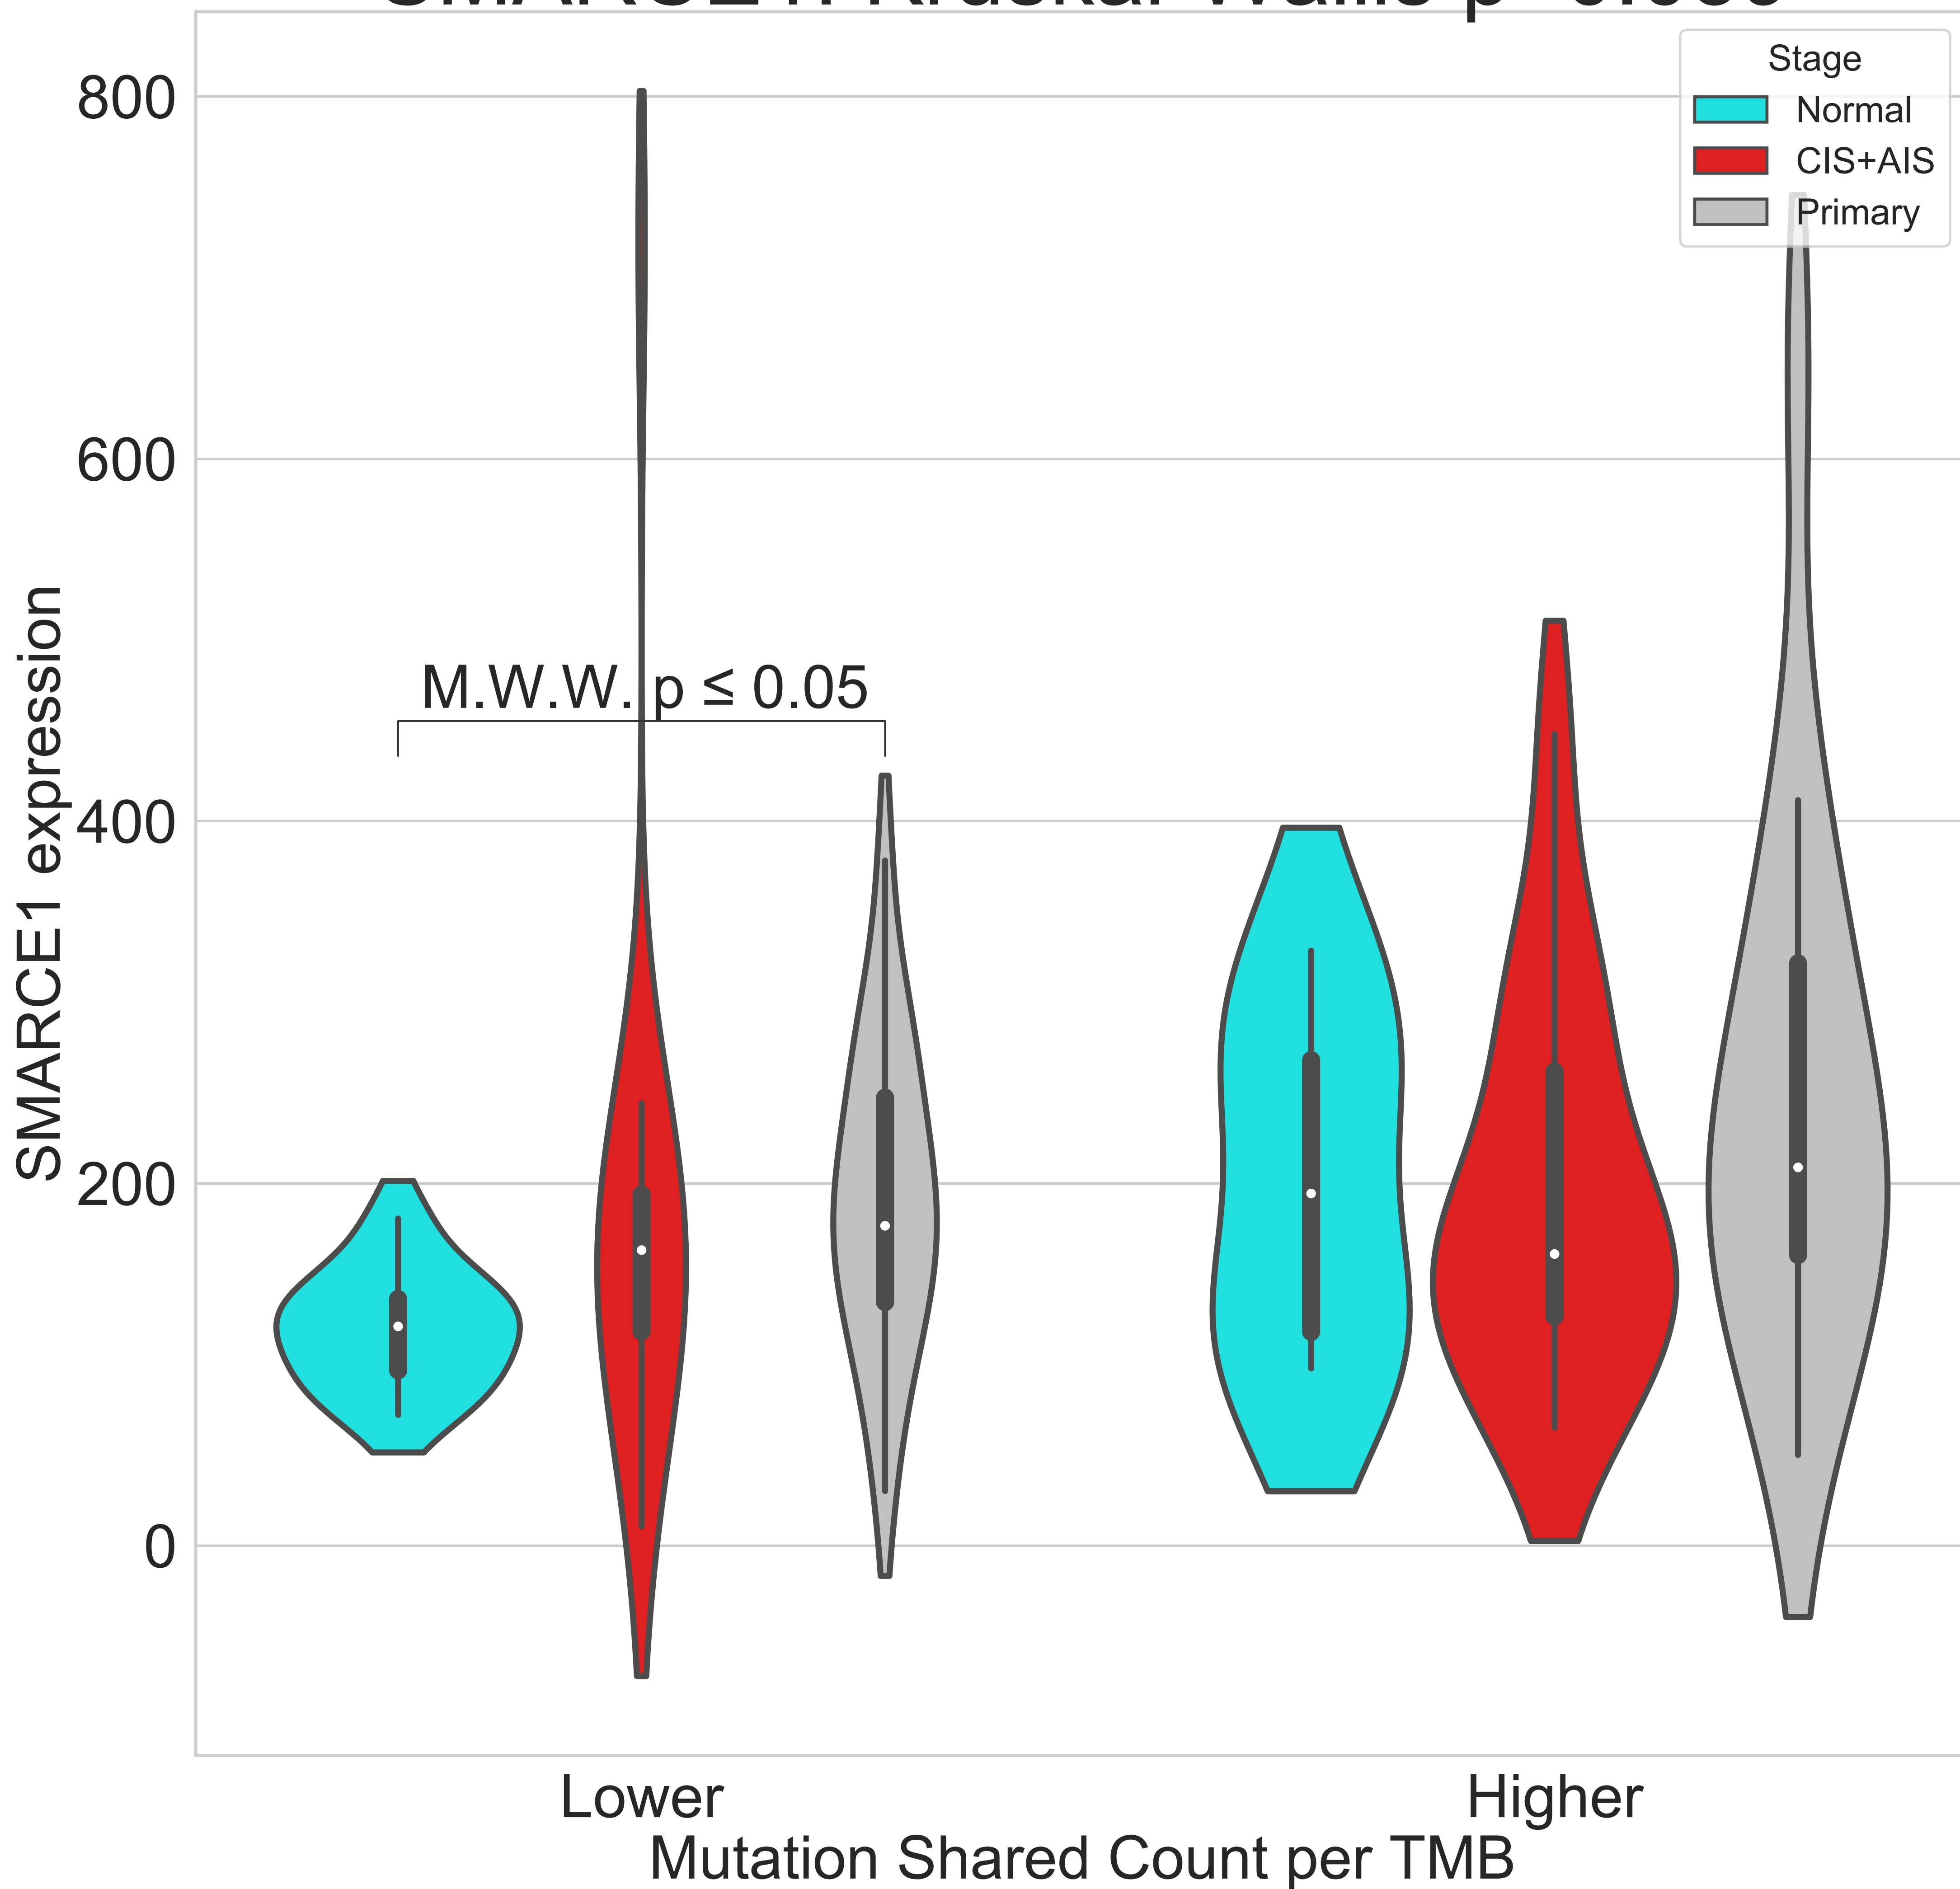 Stage
Normal
CIS+AIS
Primary
800
600
400
200
0
SMARCE1 expression
M.W.W. p ≤ 0.05
Lower
Higher
Mutation Shared Count per TMB